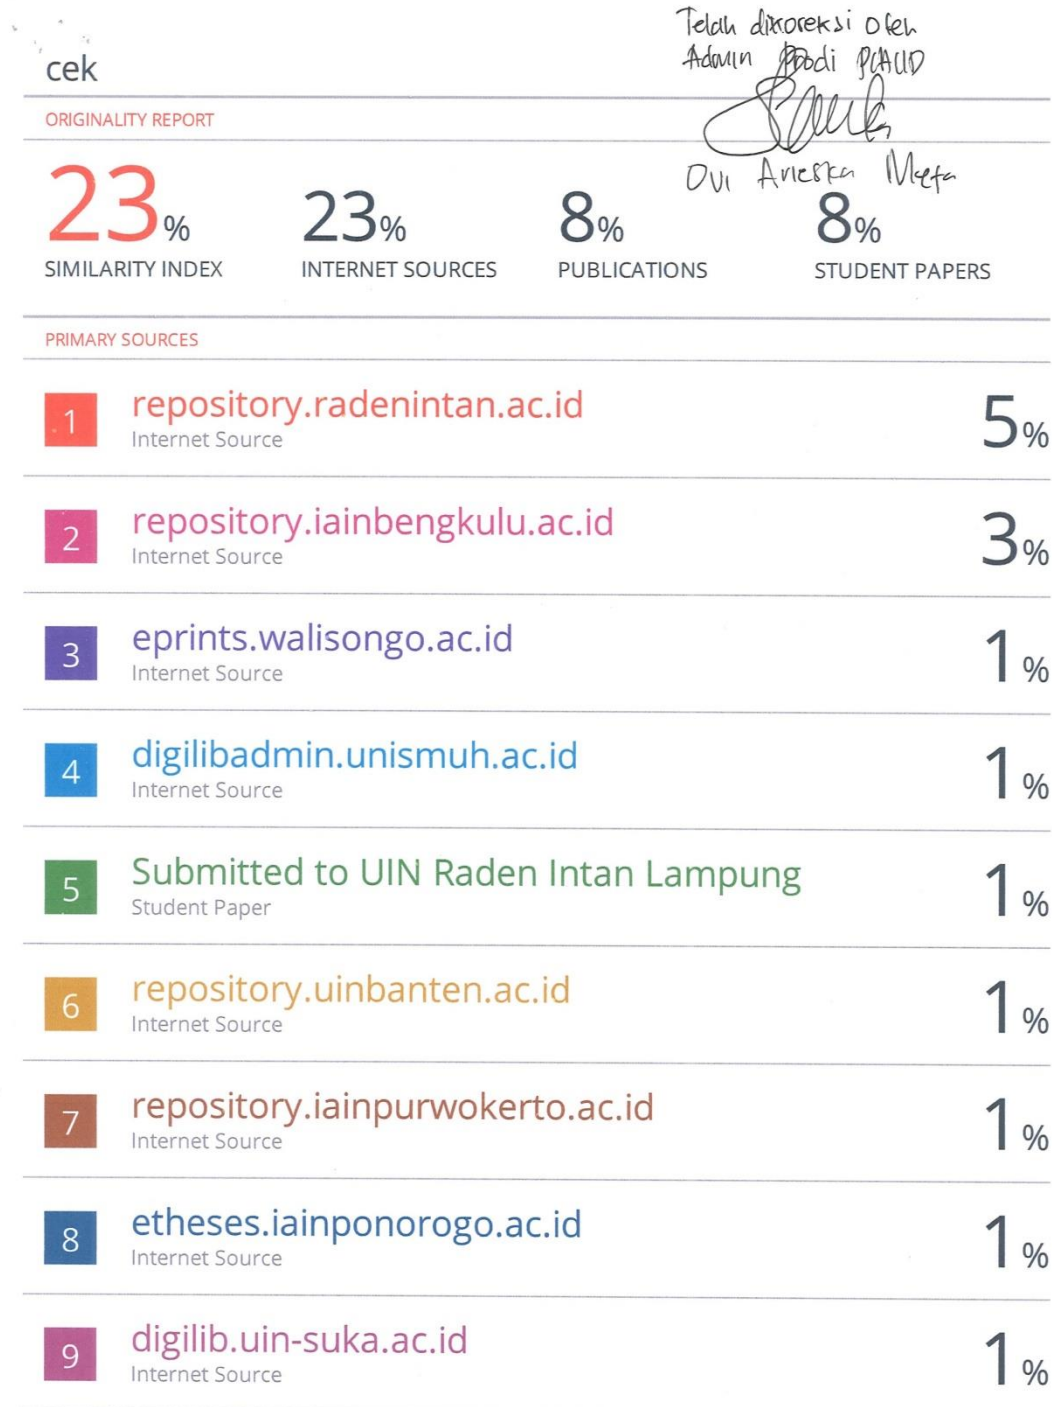 Telah dikoreksi oleh
Admin Prodi PIAUD
cek
ORIGINALITY REPORT
Ovi Arieska
23%
23%
8%
8%
SIMILARITY INDEX
INTERNET SOURCES
PUBLICATIONS
STUDENT PAPERS
PRIMARY SOURCES
1
repository.radenintan.ac.id
Internet Source
5%
2
repository.iainbengkulu.ac.id
Internet Source
3%
3
eprints.walisongo.ac.id
Internet Source
1%
4
digilibadmin.unismuh.ac.id
Internet Source
1%
5
Submitted to UIN Raden Intan Lampung
Student Paper
1%
6
repository.uinbanten.ac.id
Internet Source
1%
7
repository.iainpurwokerto.ac.id
Internet Source
1%
8
etheses.iainponorogo.ac.id
Internet Source
1%
9
digilib.uin-suka.ac.id
Internet Source
1%